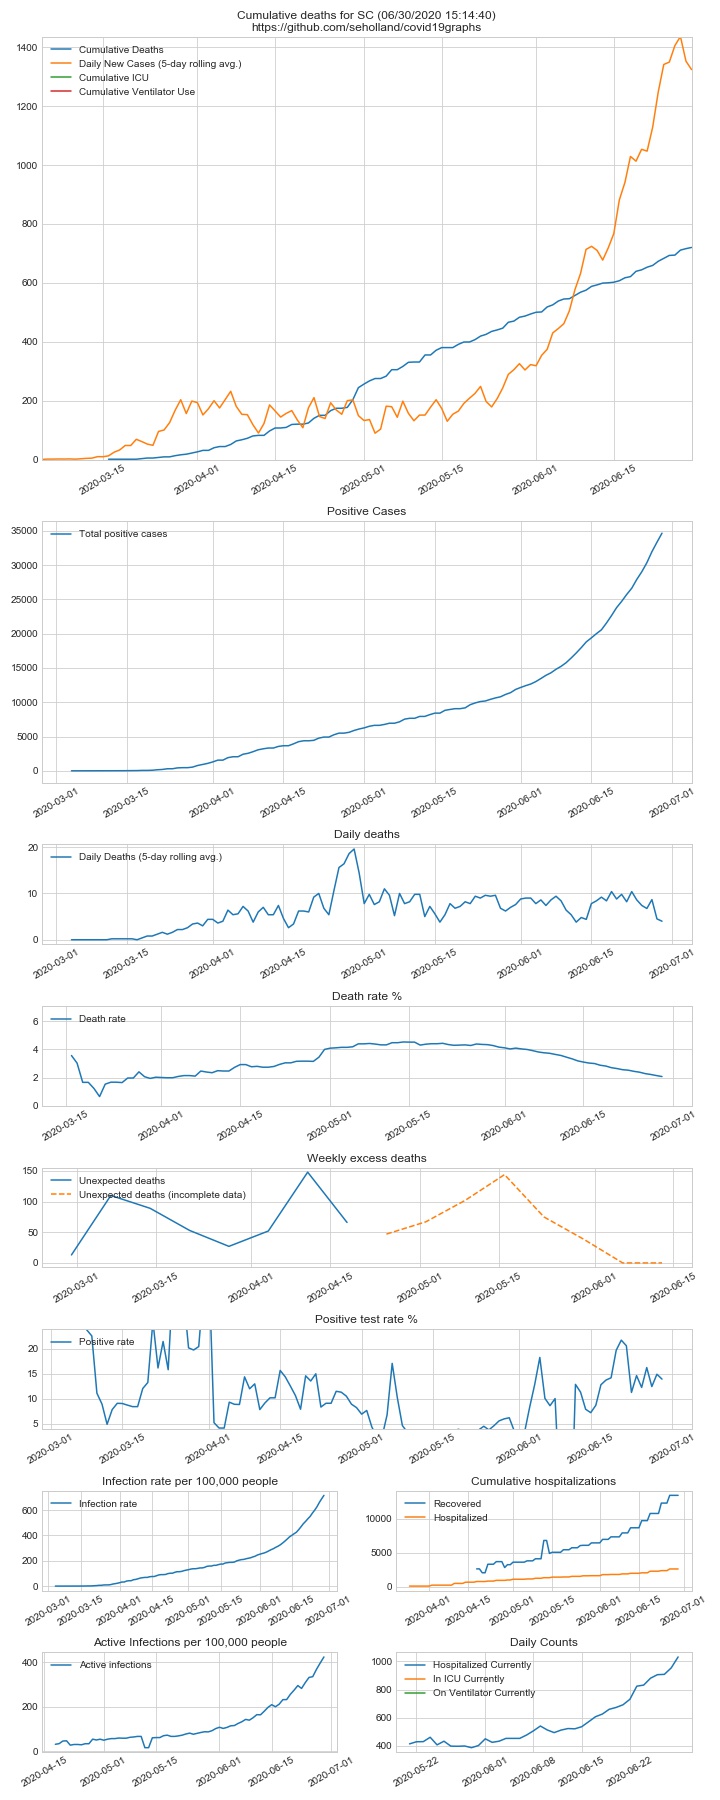 Cumulative deaths for SC (06/30/2020 15:14:40)
https://github.com/seholland/covid19graphs
1400
1200
1000
800
600
400
200
0
Cumulative Deaths
Daily New Cases (5-day rolling avg.)
Cumulative ICU
Cumulative Ventilator Use
2020-03-15 2020-04-01 2020-04-15 2020-05-01 2020-05-15 2020-06-01 2020-06-15
Positive Cases
35000
30000
25000
20000
15000
10000
5000
0
Total positive cases
2020-03-01 2020-03-15 2020-04-01 2020-04-15 2020-05-01 2020-05-15 2020-06-01 2020-06-15 2020-07-01
Daily deaths
20
10
0
Daily Deaths (5-day rolling avg.)
2020-03-01 2020-03-15 2020-04-01 2020-04-15 2020-05-01 2020-05-15 2020-06-01 2020-06-15 2020-07-01
Death rate %
6
4
2
0
Death rate
2020-03-15 2020-04-01 2020-04-15 2020-05-01 2020-05-15 2020-06-01 2020-06-15 2020-07-01
Weekly excess deaths
150
100
50
0
Unexpected deaths
Unexpected deaths (incomplete data)
2020-03-01 2020-03-15 2020-04-01 2020-04-15 2020-05-01 2020-05-15 2020-06-01 2020-06-15
Positive test rate %
20
15
10
5
Positive rate
2020-03-01 2020-03-15 2020-04-01 2020-04-15 2020-05-01 2020-05-15 2020-06-01 2020-06-15 2020-07-01
Infection rate per 100,000 people
600
400
200
0
Infection rate
2020-03-01 2020-03-15 2020-04-01 2020-04-15 2020-05-01 2020-05-15 2020-06-01 2020-06-15 2020-07-01
Cumulative hospitalizations
10000
5000
0
Recovered
Hospitalized
2020-04-01 2020-04-15 2020-05-01 2020-05-15 2020-06-01 2020-06-15 2020-07-01
Active Infections per 100,000 people
400
200
0
Active infections
2020-04-15 2020-05-01 2020-05-15 2020-06-01 2020-06-15 2020-07-01
Daily Counts
1000
800
600
400
Hospitalized Currently
In ICU Currently
On Ventilator Currently
2020-05-22 2020-06-01 2020-06-08 2020-06-15 2020-06-22